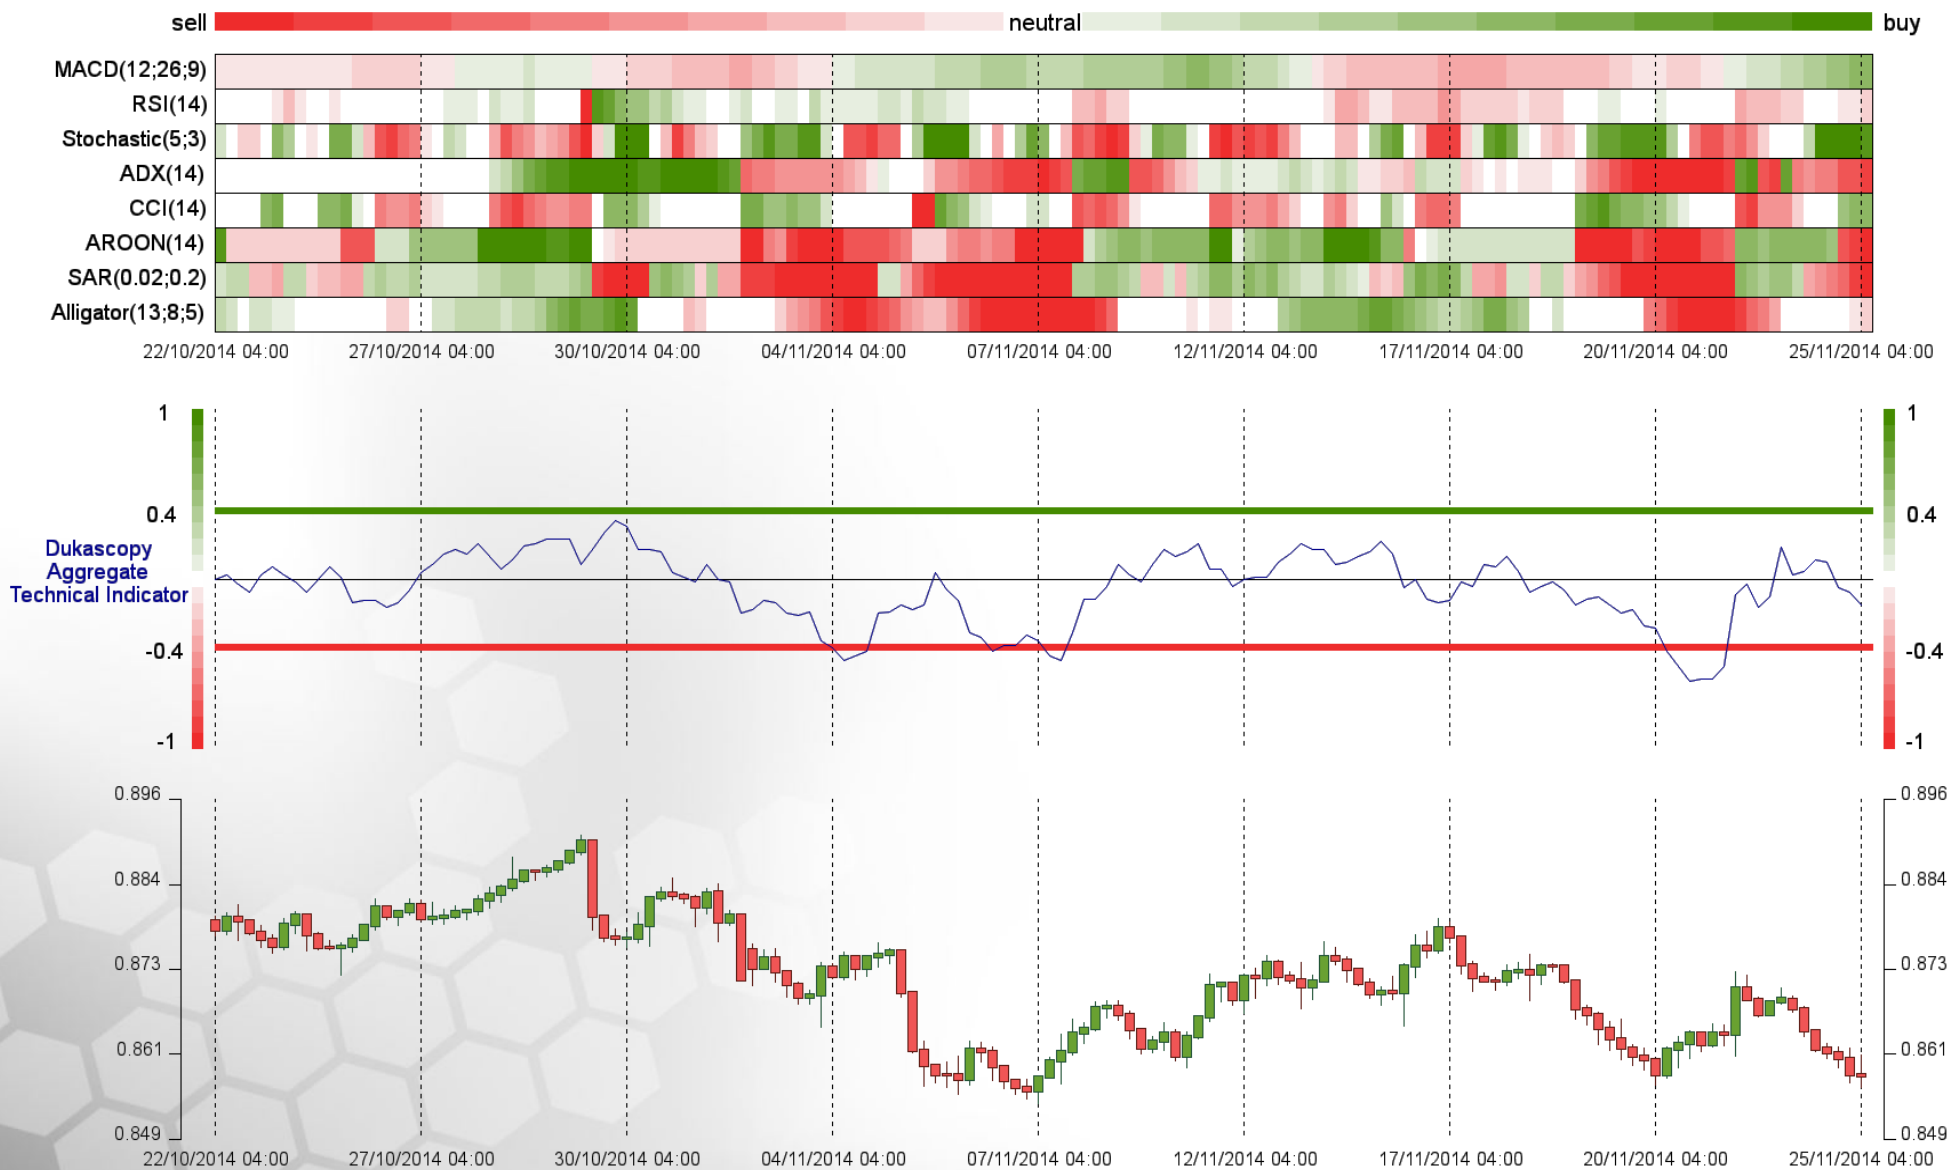 sell neutral buy
MACD(12;26;9)
RSI(14)
Stochastic(5;3)
ADX(14)
CCI(14)
AROON(14)
SAR(0.02;0.2)
Alligator(13;8;5)
22/10/2014 04:00 27/10/2014 04:00 30/10/2014 04:00 04/11/2014 04:00 07/11/2014 04:00 12/11/2014 04:00 17/11/2014 04:00 20/11/2014 04:00 25/11/2014 04:00
1 1
0.4 0.4
Dukascopy
Aggregate
Technical Indicator
-0.4 -0.4
-1 -1
0.896 0.896
0.884 0.884
0.873 0.873
0.861 0.861
0.849 0.849
22/10/2014 04:00 27/10/2014 04:00 30/10/2014 04:00 04/11/2014 04:00 07/11/2014 04:00 12/11/2014 04:00 17/11/2014 04:00 20/11/2014 04:00 25/11/2014 04:00